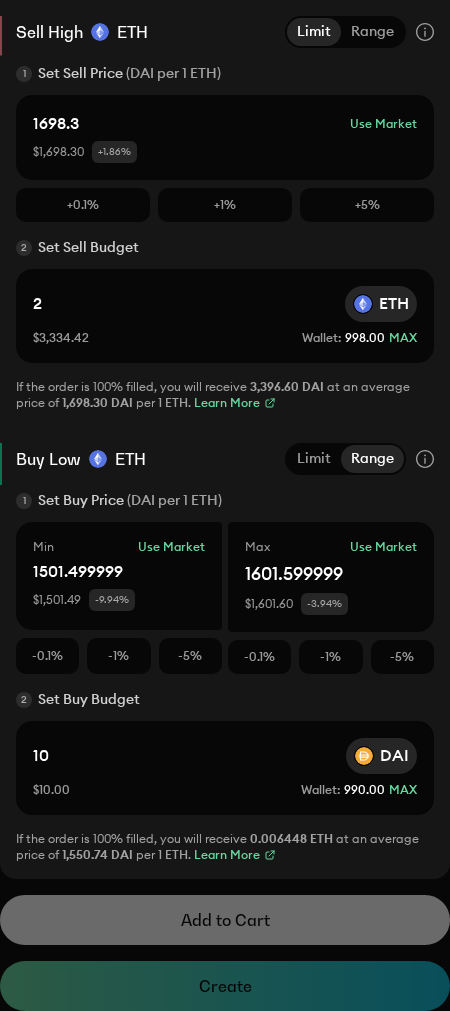 Sell High ETH Limit Range
1 Set Sell Price (DAI per 1 ETH)
1698.3 Use Market
$1,698.30 +1.86%
+0.1% +1% +5%
2 Set Sell Budget
2 ETH
$3,334.42 Wallet: 998.00 MAX
If the order is 100% filled, you will receive 3,396.60 DAI at an average
price of 1,698.30 DAI per 1 ETH. Learn More
Buy Low ETH Limit Range
1 Set Buy Price (DAI per 1 ETH)
Min Use Market Max Use Market
1501.499999 1601.599999
$1,501.49 -9.94% $1,601.60 -3.94%
-0.1% -1% -5% -0.1% -1% -5%
2 Set Buy Budget
10 DAI
$10.00 Wallet: 990.00 MAX
If the order is 100% filled, you will receive 0.006448 ETH at an average
price of 1,550.74 DAI per 1 ETH. Learn More
Add to Cart
Create